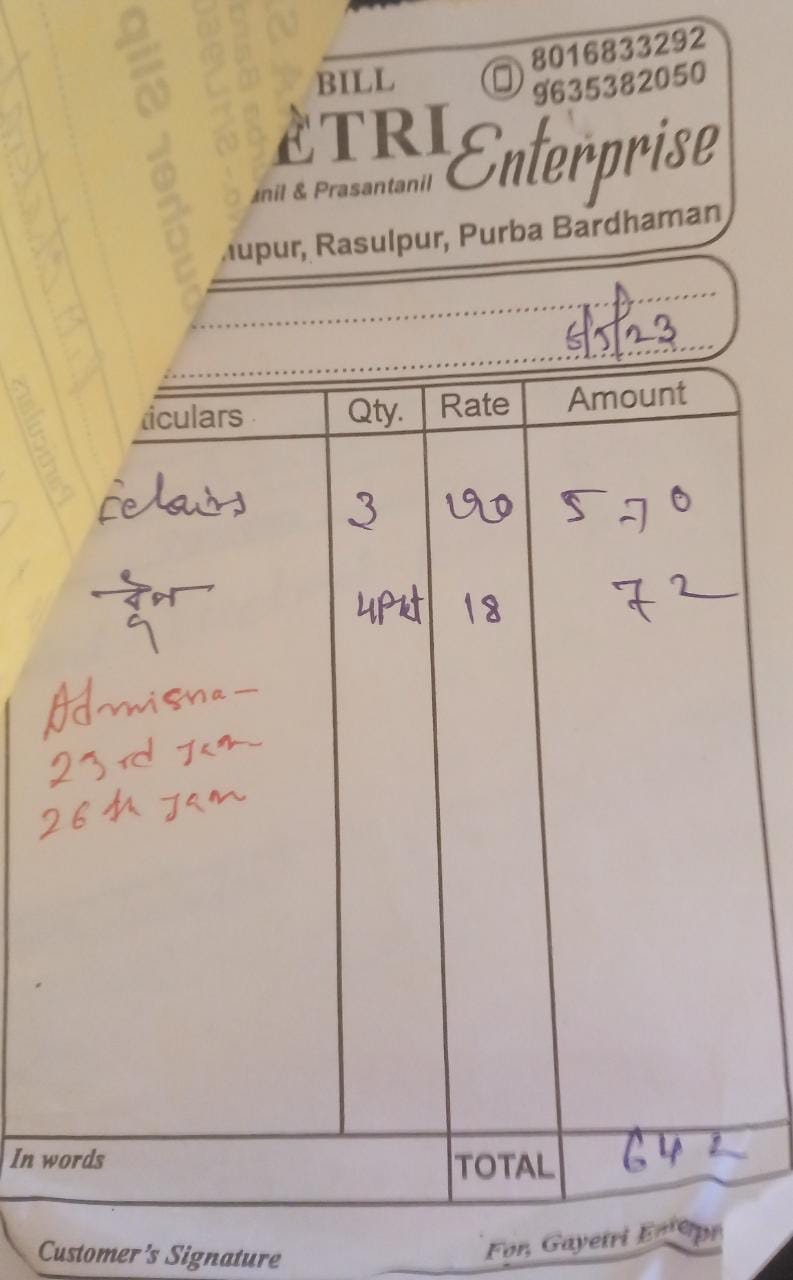 BILL
8016833292
9635382050
ETRI Enterprise
anil & Prasantanil
nupur, Rasulpur, Purba Bardhaman
6/5/23
ticulars Qty. Rate Amount
Eclairs 3 190 570
4Pkt 18 72
Admisna-
23rd Jan
26th Jan
In words TOTAL 642
Customer's Signature For, Gayetri Enterpr